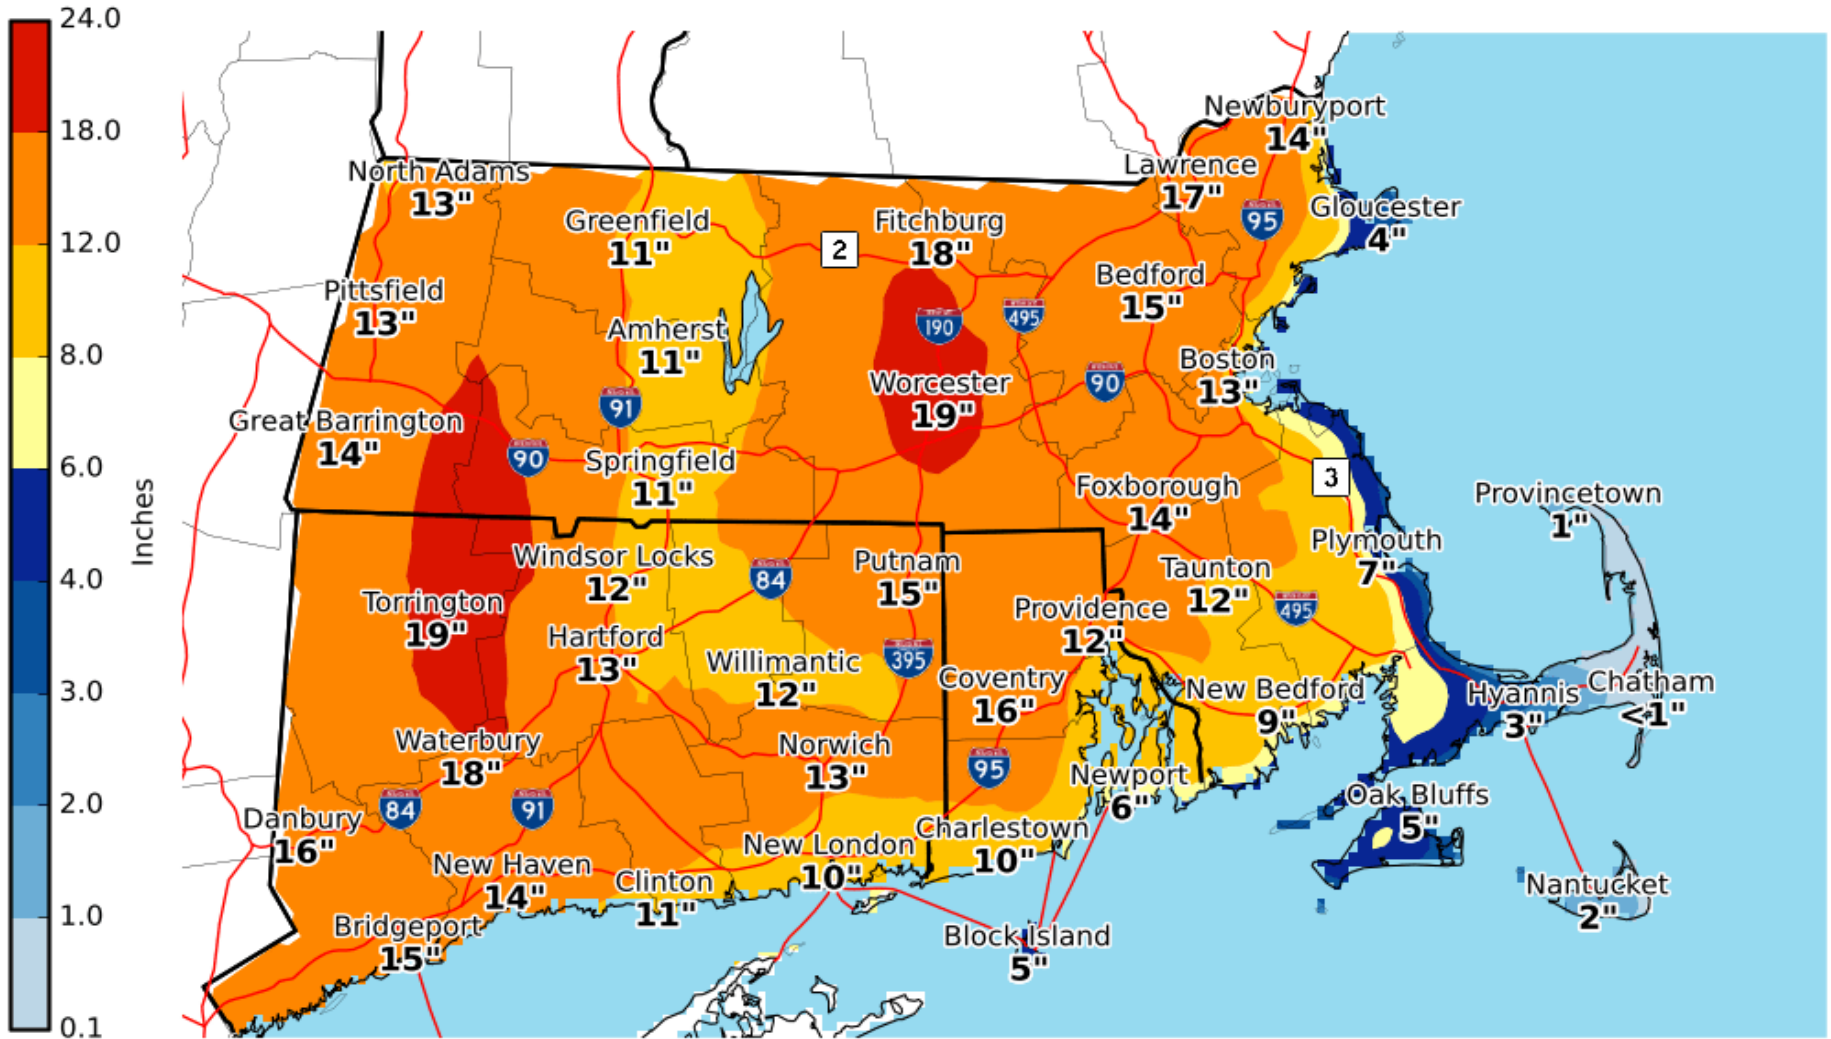 24.0
18.0
12.0
8.0
6.0
4.0
3.0
2.0
1.0
0.1
Inches
Newburyport
14"
Lawrence
17"
North Adams
13"
95
Gloucester
4"
Greenfield
11"
2
Fitchburg
18"
Bedford
15"
Pittsfield
13"
190
495
Amherst
11"
Boston
13"
Worcester
19"
90
91
Great Barrington
14"
90
Springfield
11"
3
Foxborough
14"
Provincetown
1"
Windsor Locks
12"
84
Putnam
15"
Plymouth
7"
Taunton
12"
495
Torrington
19"
Providence
12"
Hartford
13"
Willimantic
12"
395
Coventry
16"
New Bedford
9"
Hyannis
3"
Chatham
<1"
Waterbury
18"
Norwich
13"
95
Newport
6"
84
91
Oak Bluffs
5"
Danbury
16"
Charlestown
10"
New London
10"
New Haven
14"
Clinton
11"
Nantucket
2"
Bridgeport
15"
Block Island
5"